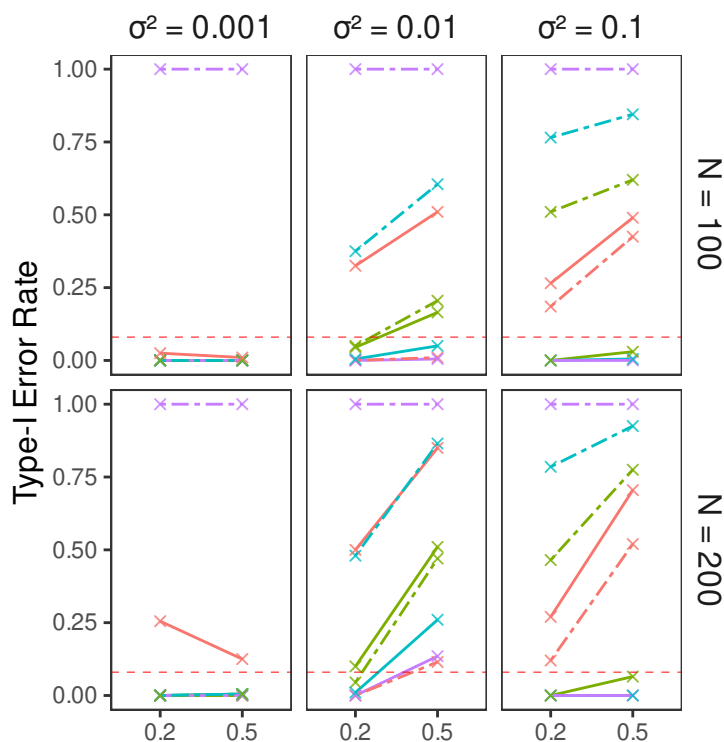 σ² = 0.001 σ² = 0.01 σ² = 0.1
Type-I Error Rate
1.00
0.75
0.50
0.25
0.00
N = 100
1.00
0.75
0.50
0.25
0.00
N = 200
0.2 0.5 0.2 0.5 0.2 0.5